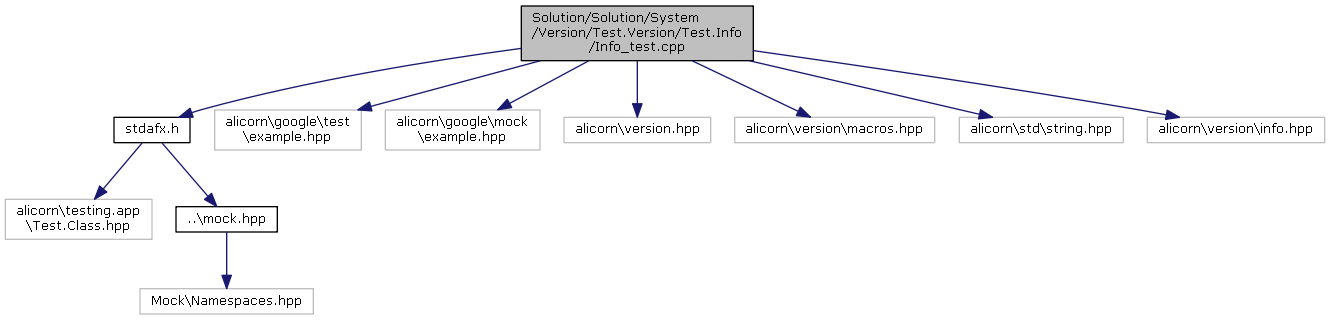 Solution/Solution/System
/Version/Test.Version/Test.Info
/Info_test.cpp
stdafx.h
alicorn\google\test
\example.hpp
alicorn\google\mock
\example.hpp
alicorn\version.hpp
alicorn\version\macros.hpp
alicorn\std\string.hpp
alicorn\version\info.hpp
alicorn\testing.app
\Test.Class.hpp
..\mock.hpp
Mock\Namespaces.hpp